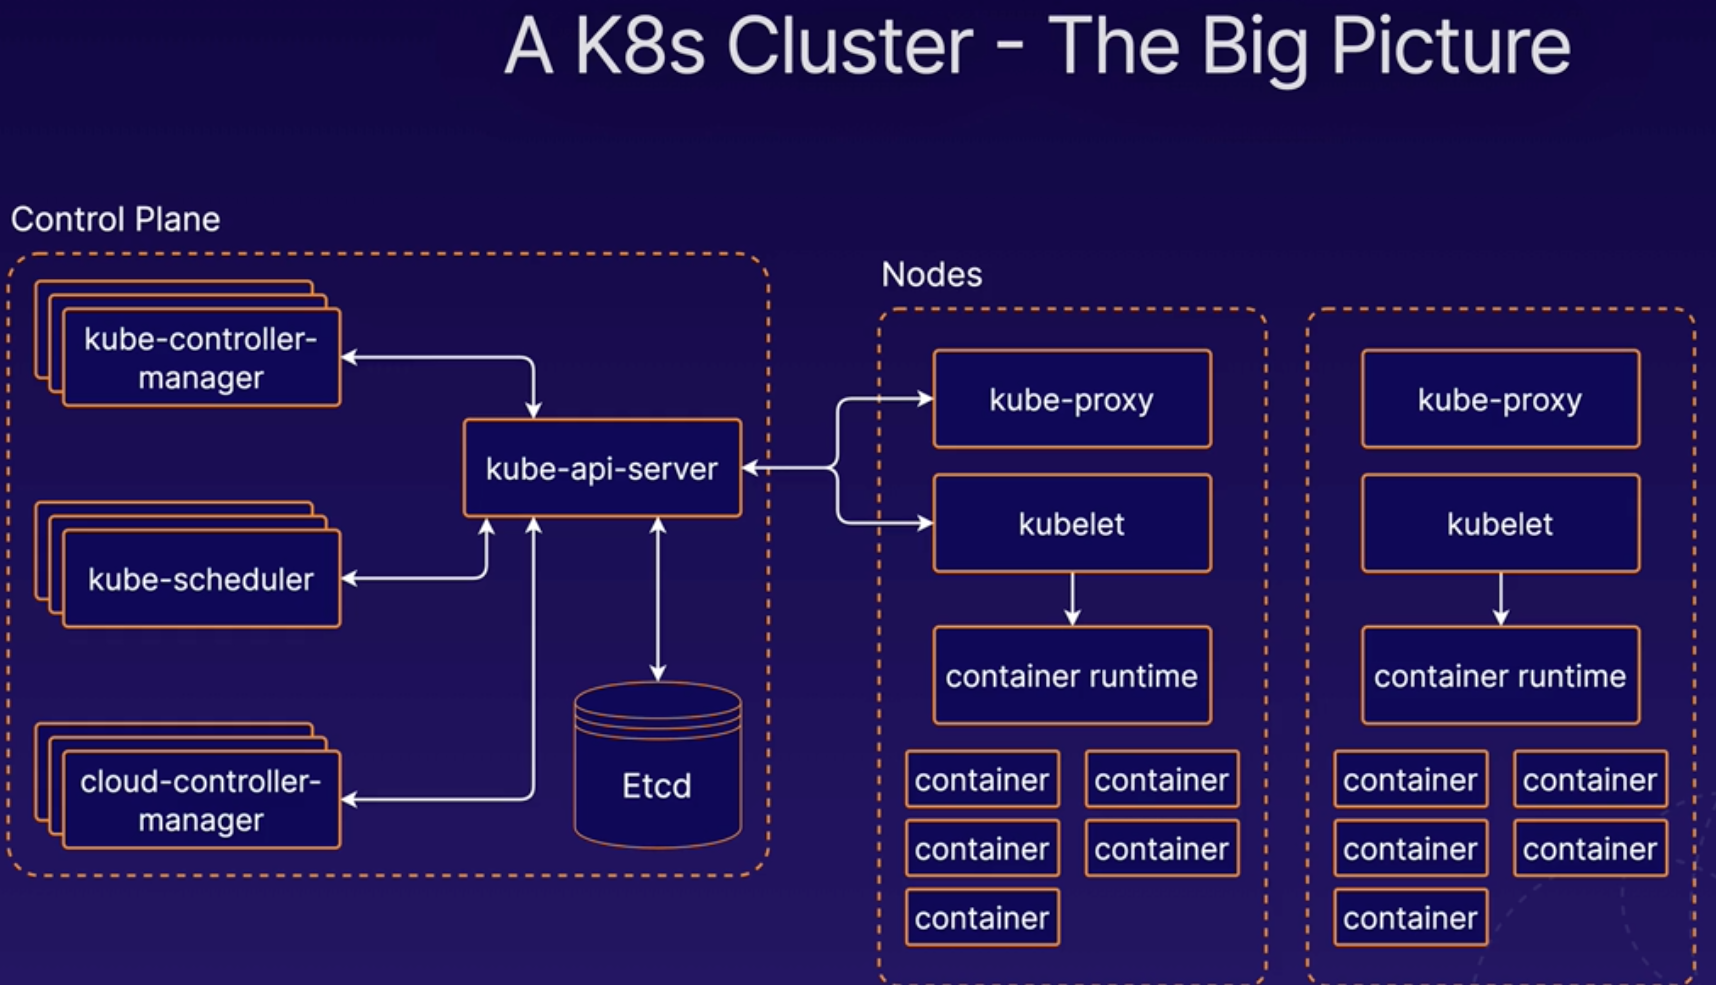 A K8s Cluster - The Big Picture
Control Plane
kube-controller-
manager
kube-api-server
kube-scheduler
cloud-controller-
manager
Etcd
Nodes
kube-proxy
kubelet
container runtime
container
container
container
container
container
kube-proxy
kubelet
container runtime
container
container
container
container
container